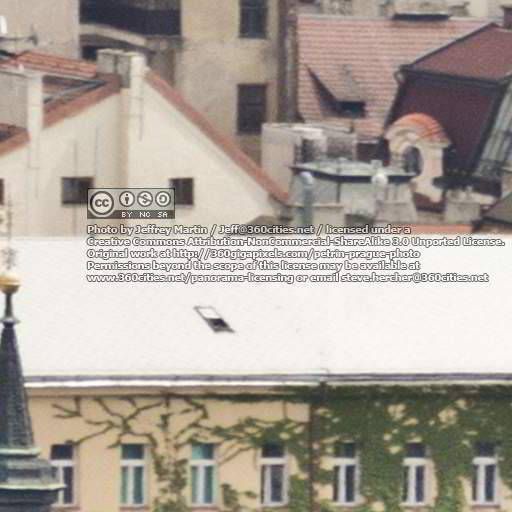 cc BY NC SA
Photo by Jeffrey Martin / Jeff@360cities.net / licensed under a
Creative Commons Attribution-NonCommercial-ShareAlike 3.0 Unported License.
Original work at http://360gigapixels.com/petrin-prague-photo
Permissions beyond the scope of this license may be available at
www.360cities.net/panorama-licensing or email steve.hercher@360cities.net